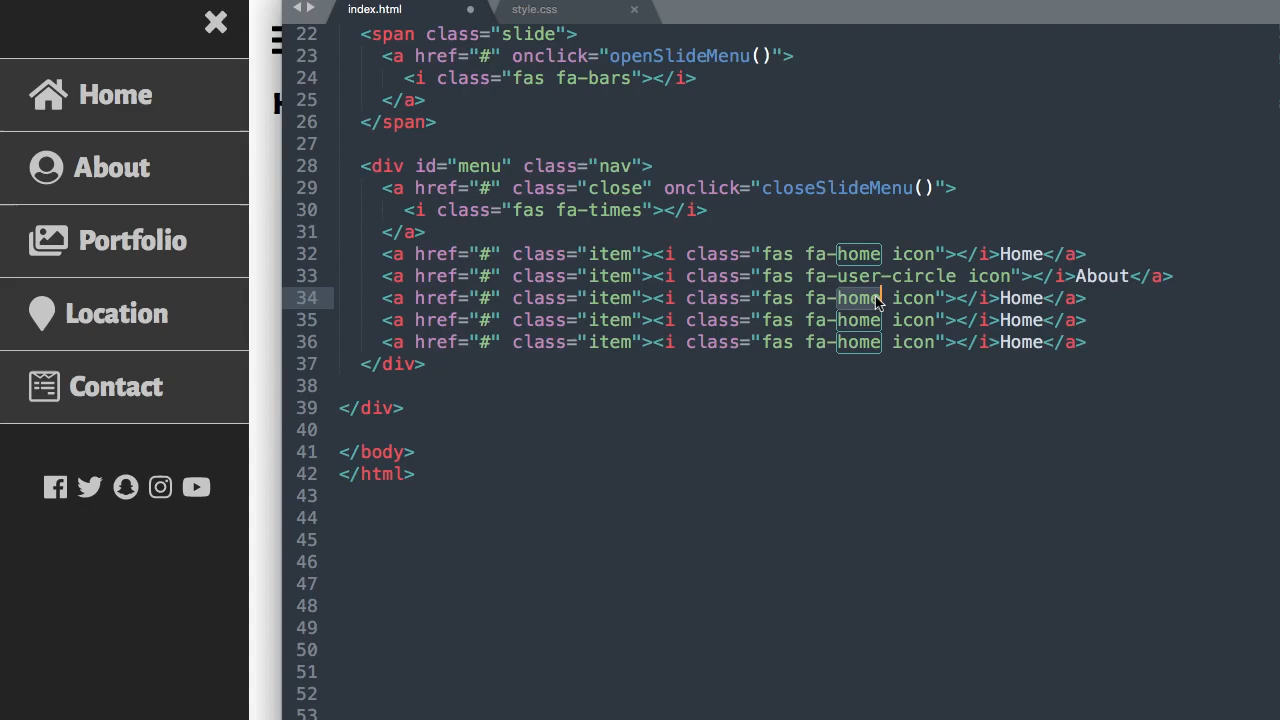 Home
About
Portfolio
Location
Contact
index.html
style.css
22 <span class="slide">
23 <a href="#" onclick="openSlideMenu()">
24 <i class="fas fa-bars"></i>
25 </a>
26 </span>
27
28 <div id="menu" class="nav">
29 <a href="#" class="close" onclick="closeSlideMenu()">
30 <i class="fas fa-times"></i>
31 </a>
32 <a href="#" class="item"><i class="fas fa-home icon"></i>Home</a>
33 <a href="#" class="item"><i class="fas fa-user-circle icon"></i>About</a>
34 <a href="#" class="item"><i class="fas fa-home icon"></i>Home</a>
35 <a href="#" class="item"><i class="fas fa-home icon"></i>Home</a>
36 <a href="#" class="item"><i class="fas fa-home icon"></i>Home</a>
37 </div>
38
39 </div>
40
41 </body>
42 </html>
43
44
45
46
47
48
49
50
51
52
53